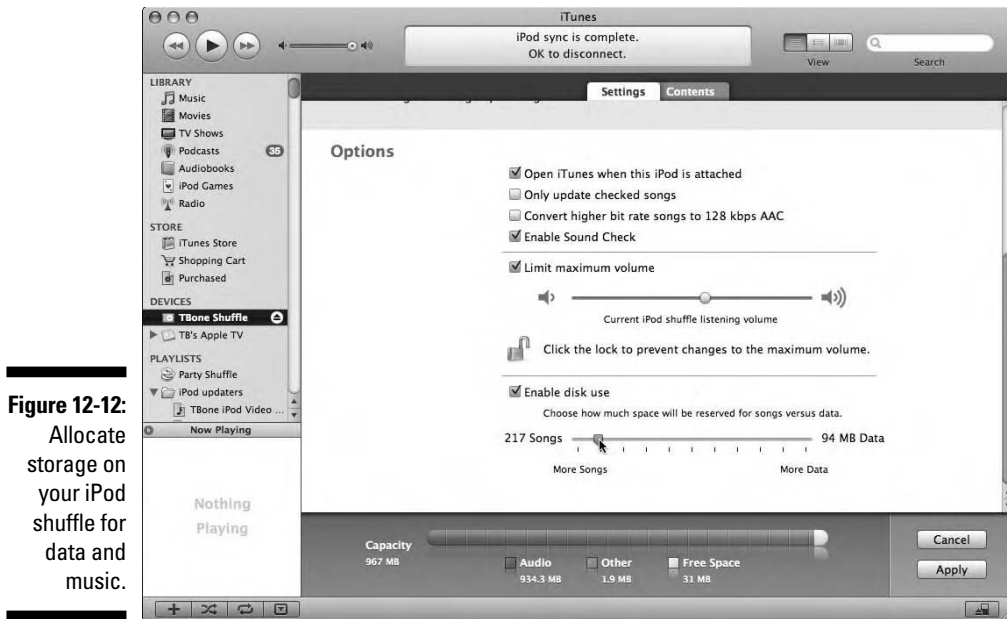 iTunes
iPod sync is complete.
OK to disconnect.
View
Search
LIBRARY
Music
Movies
TV Shows
Podcasts 35
Audiobooks
iPod Games
Radio
STORE
iTunes Store
Shopping Cart
Purchased
DEVICES
TBone Shuffle
TB's Apple TV
PLAYLISTS
Party Shuffle
iPod updaters
TBone iPod Video ...
Now Playing
Nothing
Playing
Settings Contents
Options
Open iTunes when this iPod is attached
Only update checked songs
Convert higher bit rate songs to 128 kbps AAC
Enable Sound Check
Limit maximum volume
Current iPod shuffle listening volume
Click the lock to prevent changes to the maximum volume.
Enable disk use
Choose how much space will be reserved for songs versus data.
217 Songs 94 MB Data
More Songs More Data
Capacity
967 MB
Audio Other Free Space
934.3 MB 1.9 MB 31 MB
Cancel
Apply
Figure 12-12:
Allocate
storage on
your iPod
shuffle for
data and
music.